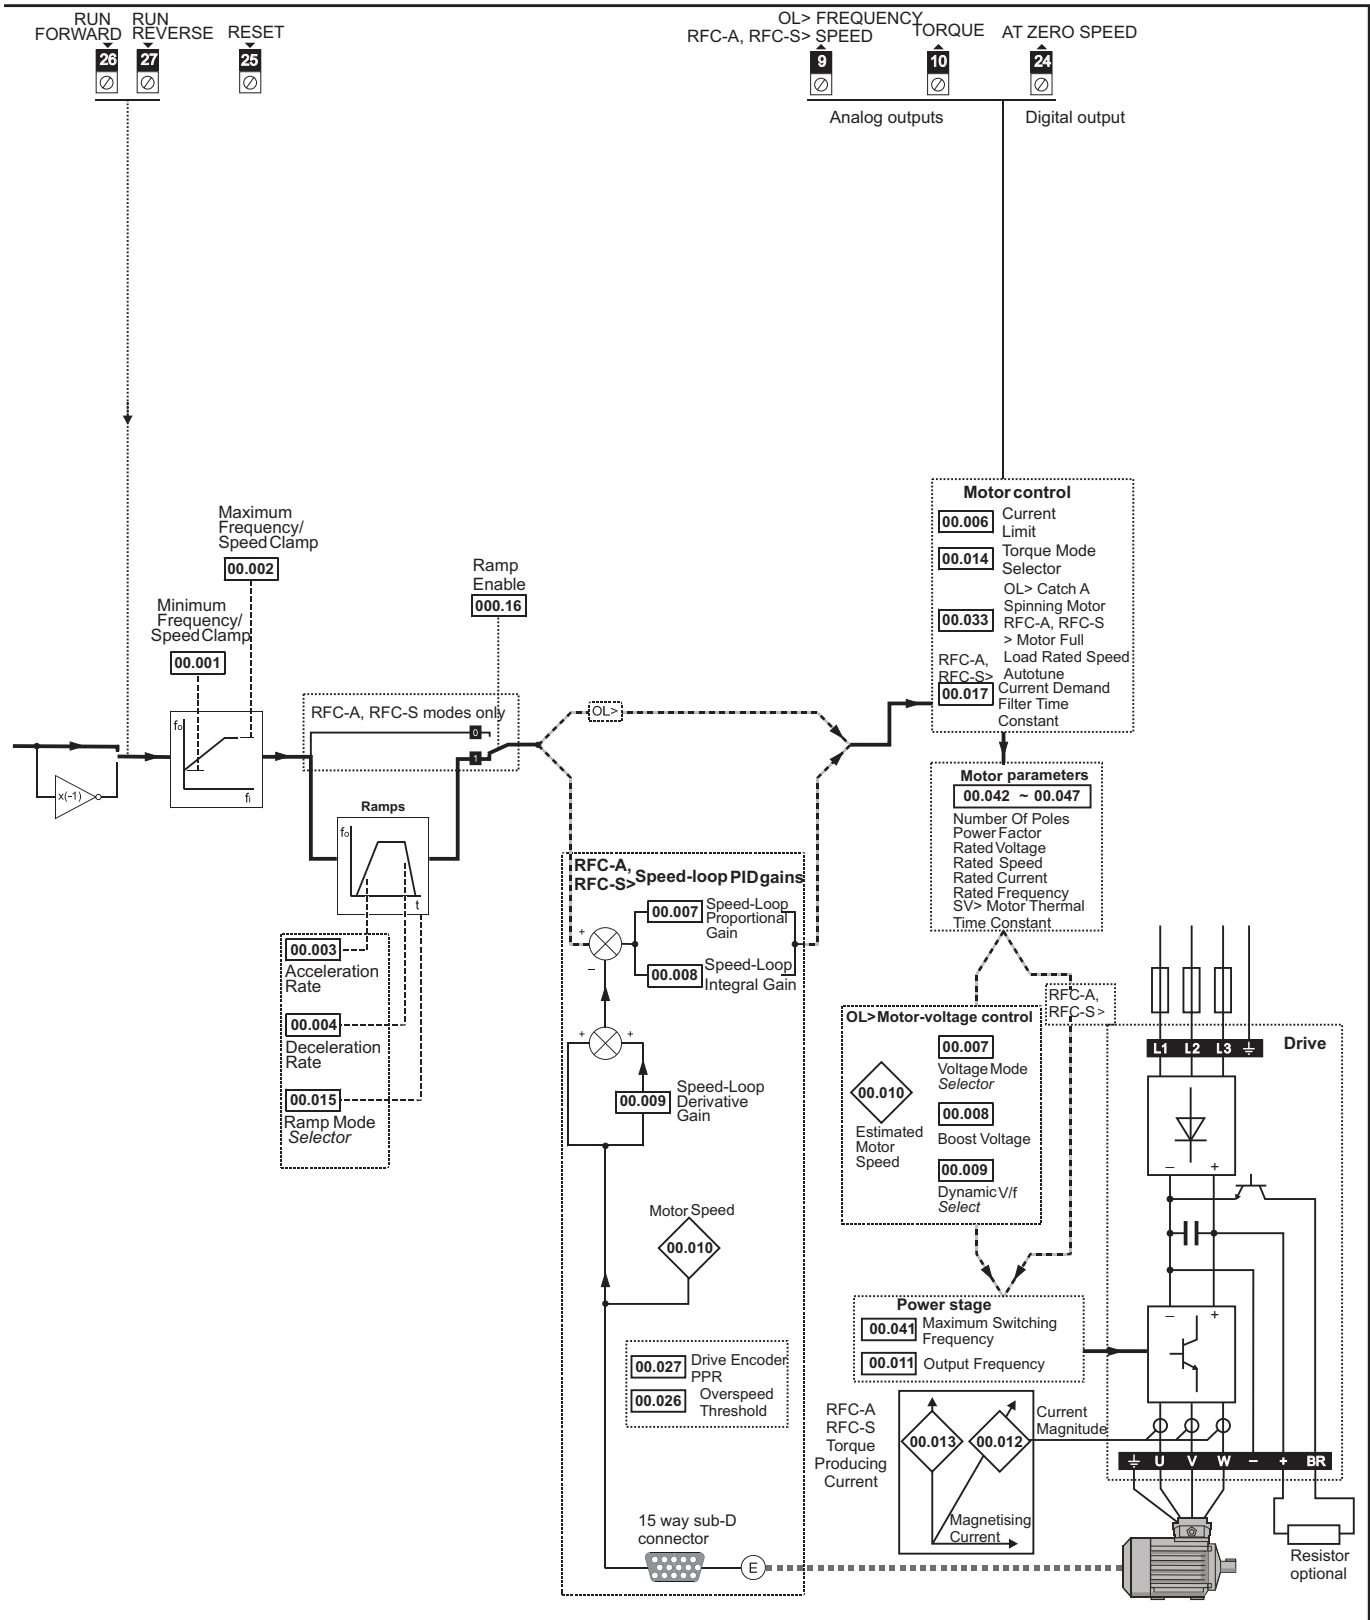 RUN
FORWARD
RUN
REVERSE
RESET
26
27
25
OL> FREQUENCY
RFC-A, RFC-S> SPEED
TORQUE
AT ZERO SPEED
9
10
24
Analog outputs
Digital output
Maximum
Frequency/
Speed Clamp
00.002
Minimum
Frequency/
Speed Clamp
00.001
Ramp
Enable
000.16
RFC-A, RFC-S modes only
0
1
OL>
x(-1)
fo
fi
Ramps
fo
t
00.003
Acceleration
Rate
00.004
Deceleration
Rate
00.015
Ramp Mode
Selector
RFC-A,
RFC-S>
Speed-loop PID gains
00.007
Speed-Loop
Proportional
Gain
00.008
Speed-Loop
Integral Gain
+
–
+
+
00.009
Speed-Loop
Derivative
Gain
Motor Speed
00.010
00.027
Drive Encoder
PPR
00.026
Overspeed
Threshold
15 way sub-D
connector
E
Motor control
00.006
Current
Limit
00.014
Torque Mode
Selector
00.033
OL> Catch A
Spinning Motor
RFC-A, RFC-S
> Motor Full
Load Rated Speed
Autotune
RFC-A,
RFC-S>
00.017
Current Demand
Filter Time
Constant
Motor parameters
00.042 ~ 00.047
Number Of Poles
Power Factor
Rated Voltage
Rated Speed
Rated Current
Rated Frequency
SV> Motor Thermal
Time Constant
RFC-A,
RFC-S >
OL> Motor-voltage control
00.010
Estimated
Motor
Speed
00.007
Voltage Mode
Selector
00.008
Boost Voltage
00.009
Dynamic V/f
Select
Power stage
00.041
Maximum Switching
Frequency
00.011
Output Frequency
RFC-A
RFC-S
Torque
Producing
Current
00.013
00.012
Current
Magnitude
Magnetising
Current
Drive
L1
L2
L3
–
+
–
+
U
V
W
–
+
BR
Resistor
optional